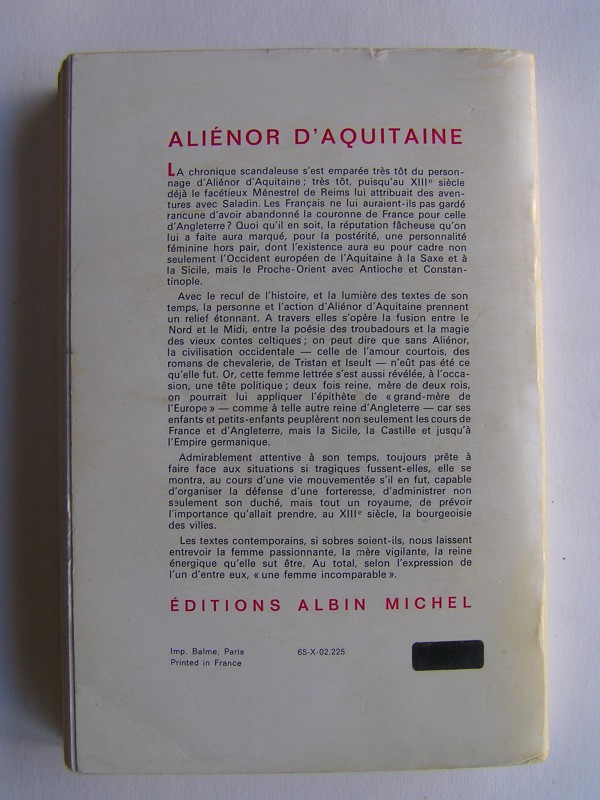 ALIÉNOR D'AQUITAINE
LA chronique scandaleuse s'est emparée très tôt du person-
nage d'Aliénor d'Aquitaine ; très tôt, puisqu'au XIIIe siècle
déjà le facétieux Ménestrel de Reims lui attribuait des aven-
tures avec Saladin. Les Français ne lui auraient-ils pas gardé
rancune d'avoir abandonné la couronne de France pour celle
d'Angleterre ? Quoi qu'il en soit, la réputation fâcheuse qu'on
lui a faite aura marqué, pour la postérité, une personnalité
féminine hors pair, dont l'existence aura eu pour cadre non
seulement l'Occident européen de l'Aquitaine à la Saxe et à
la Sicile, mais le Proche-Orient avec Antioche et Constan-
tinople.
Avec le recul de l'histoire, et la lumière des textes de son
temps, la personne et l'action d'Aliénor d'Aquitaine prennent
un relief étonnant. A travers elles s'opère la fusion entre le
Nord et le Midi, entre la poésie des troubadours et la magie
des vieux contes celtiques ; on peut dire que sans Aliénor,
la civilisation occidentale — celle de l'amour courtois, des
romans de chevalerie, de Tristan et Iseult — n'eût pas été ce
qu'elle fut. Or, cette femme lettrée s'est aussi révélée, à l'occa-
sion, une tête politique ; deux fois reine, mère de deux rois,
on pourrait lui appliquer l'épithète de « grand-mère de
l'Europe » — comme à telle autre reine d'Angleterre — car ses
enfants et petits-enfants peuplèrent non seulement les cours de
France et d'Angleterre, mais la Sicile, la Castille et jusqu'à
l'Empire germanique.
Admirablement attentive à son temps, toujours prête à
faire face aux situations si tragiques fussent-elles, elle se
montra, au cours d'une vie mouvementée s'il en fut, capable
d'organiser la défense d'une forteresse, d'administrer non
seulement son duché, mais tout un royaume, de prévoir
l'importance qu'allait prendre, au XIIIe siècle, la bourgeoisie
des villes.
Les textes contemporains, si sobres soient-ils, nous laissent
entrevoir la femme passionnante, la mère vigilante, la reine
énergique qu'elle sut être. Au total, selon l'expression de
l'un d'entre eux, « une femme incomparable ».
ÉDITIONS ALBIN MICHEL
Imp. Balme, Paris 65-X-02.225
Printed in France